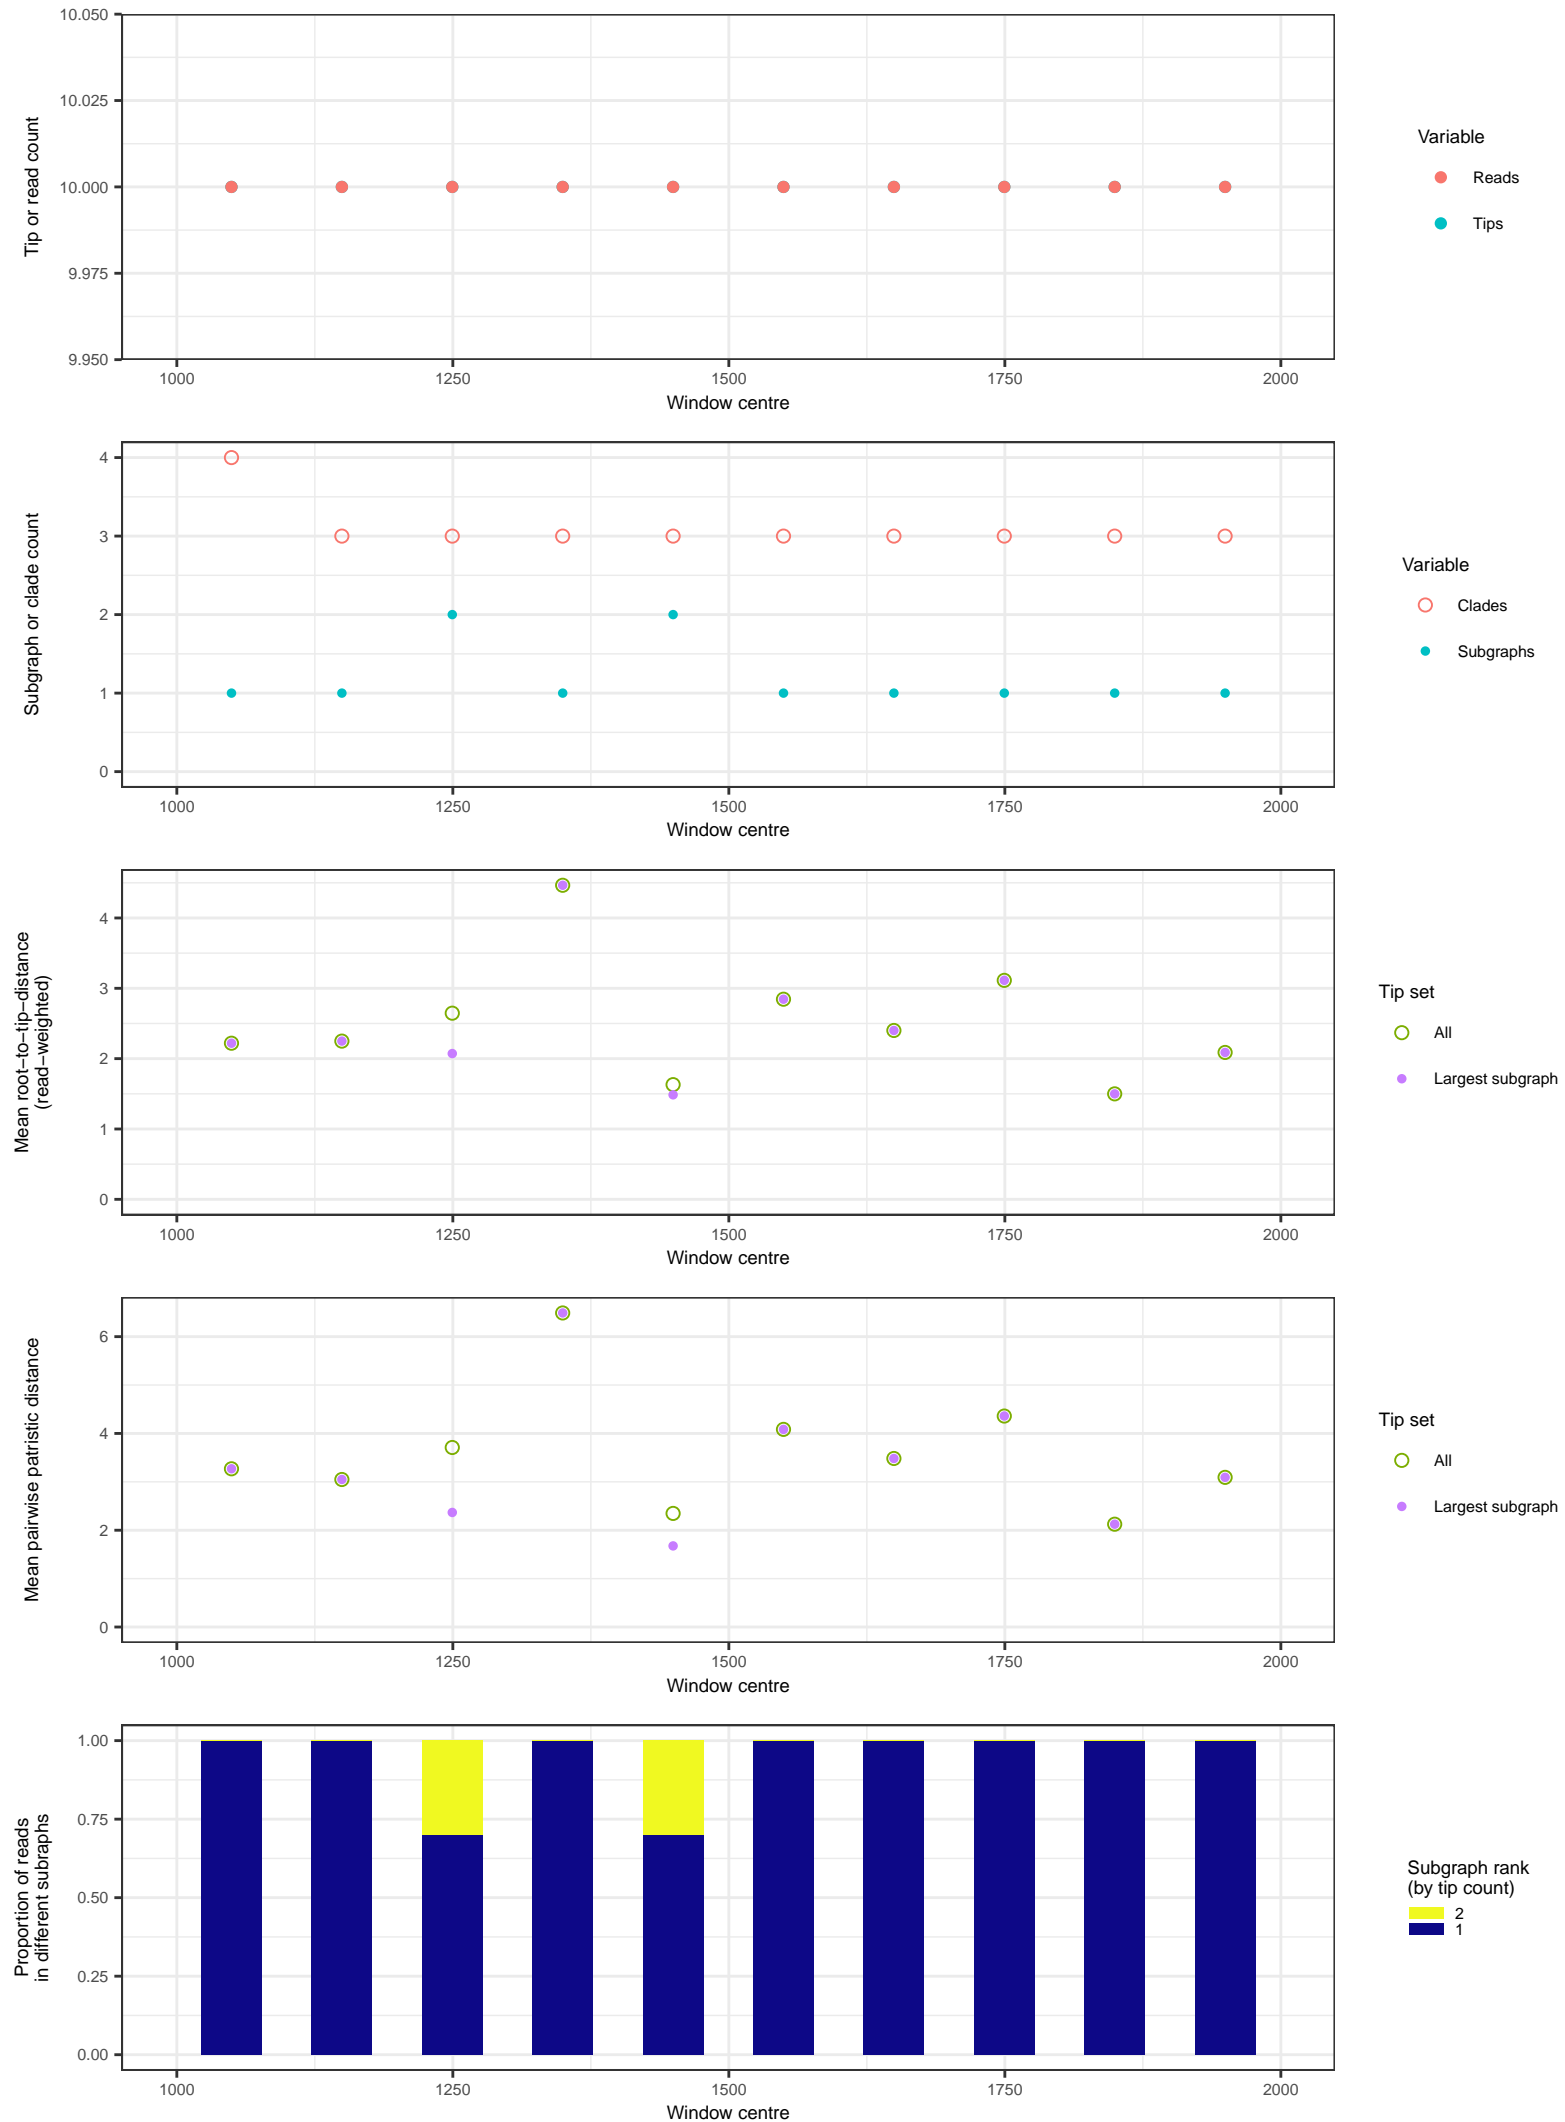 10.050
10.025
10.000
9.975
9.950
Tip or read count
1000 1250 1500 1750 2000
Window centre
Variable
Reads
Tips
4
3
2
1
0
Subgraph or clade count
1000 1250 1500 1750 2000
Window centre
Variable
Clades
Subgraphs
4
3
2
1
0
Mean root−to−tip−distance
(read−weighted)
1000 1250 1500 1750 2000
Window centre
Tip set
All
Largest subgraph
6
4
2
0
Mean pairwise patristic distance
1000 1250 1500 1750 2000
Window centre
Tip set
All
Largest subgraph
1.00
0.75
0.50
0.25
0.00
Proportion of reads
in different subraphs
1000 1250 1500 1750 2000
Window centre
Subgraph rank
(by tip count)
2
1